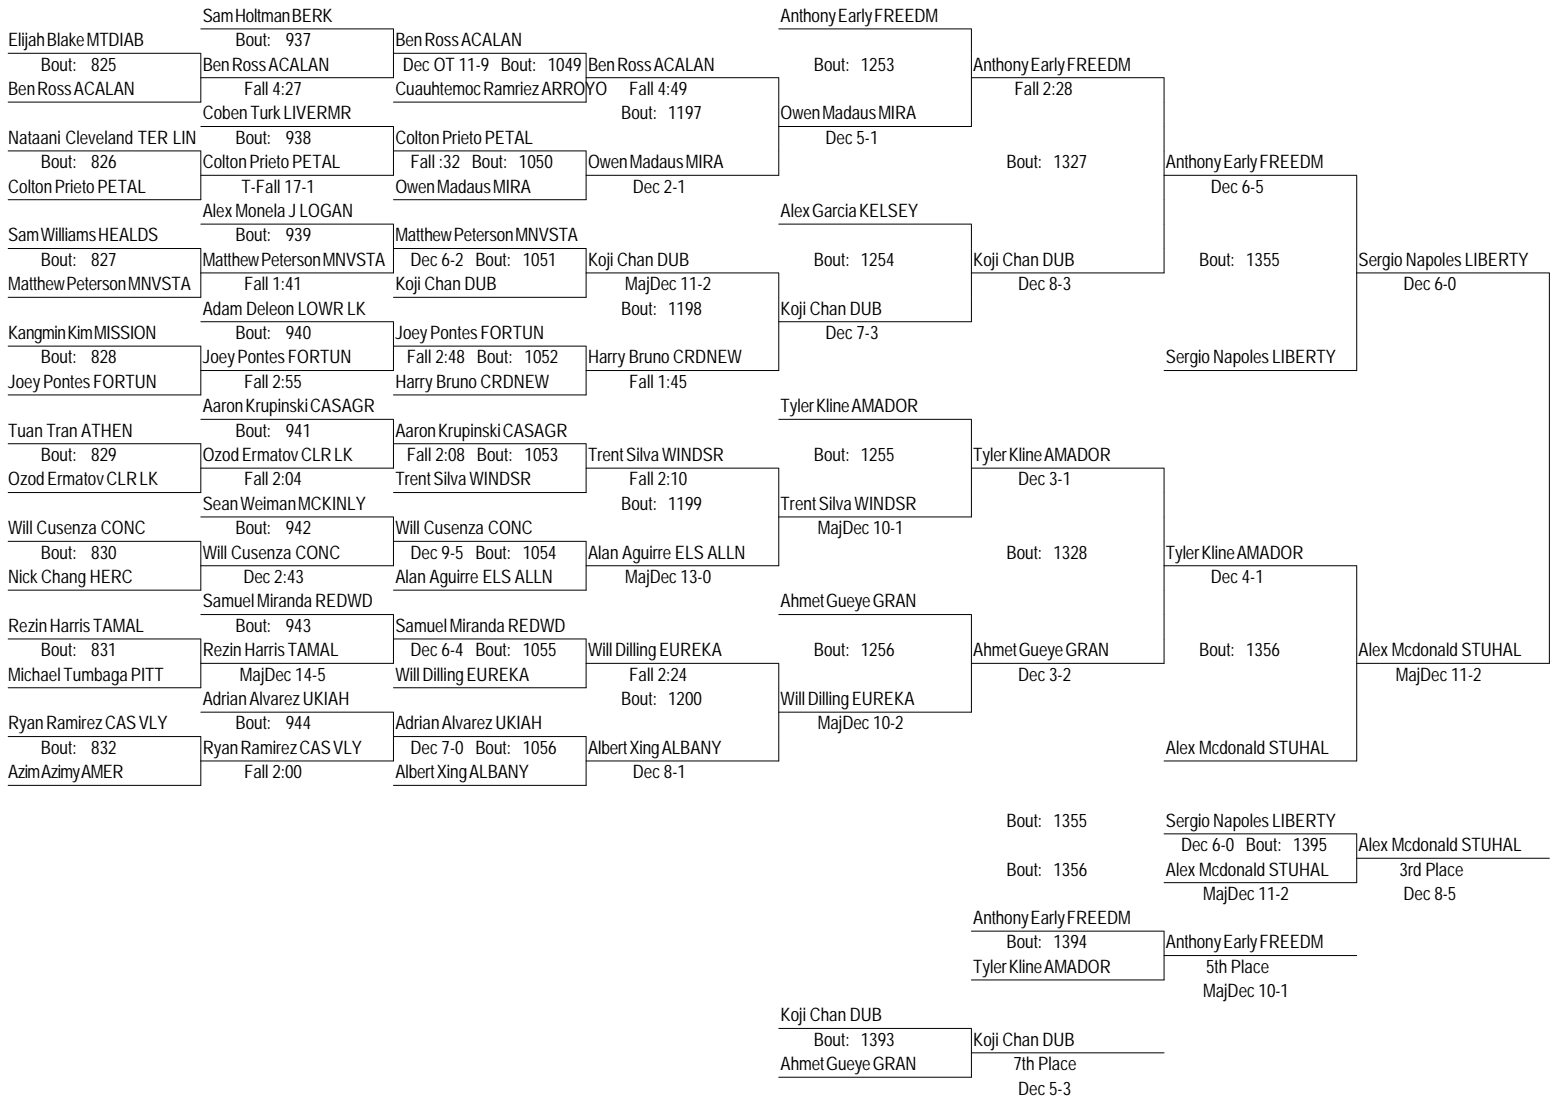 Sam Holtman BERK Anthony Early FREEDM
Elijah Blake MTDIAB Bout: 937 Ben Ross ACALAN
Bout: 825 Ben Ross ACALAN Dec OT 11-9 Bout: 1049 Ben Ross ACALAN Bout: 1253 Anthony Early FREEDM
Ben Ross ACALAN Fall 4:27 Cuauhtemoc Ramriez ARROYO Fall 4:49 Fall 2:28
Coben Turk LIVERMR Bout: 1197 Owen Madaus MIRA
Nataani Cleveland TER LIN Bout: 938 Colton Prieto PETAL Dec 5-1
Bout: 826 Colton Prieto PETAL Fall :32 Bout: 1050 Owen Madaus MIRA Bout: 1327 Anthony Early FREEDM
Colton Prieto PETAL T-Fall 17-1 Owen Madaus MIRA Dec 2-1 Dec 6-5
Alex Monela J LOGAN Alex Garcia KELSEY
Sam Williams HEALDS Bout: 939 Matthew Peterson MNVSTA
Bout: 827 Matthew Peterson MNVSTA Dec 6-2 Bout: 1051 Koji Chan DUB Bout: 1254 Koji Chan DUB Bout: 1355 Sergio Napoles LIBERTY
Matthew Peterson MNVSTA Fall 1:41 Koji Chan DUB MajDec 11-2 Dec 8-3 Dec 6-0
Adam Deleon LOWR LK Bout: 1198 Koji Chan DUB
Kangmin Kim MISSION Bout: 940 Joey Pontes FORTUN Dec 7-3
Bout: 828 Joey Pontes FORTUN Fall 2:48 Bout: 1052 Harry Bruno CRDNEW Sergio Napoles LIBERTY
Joey Pontes FORTUN Fall 2:55 Harry Bruno CRDNEW Fall 1:45
Aaron Krupinski CASAGR Tyler Kline AMADOR
Tuan Tran ATHEN Bout: 941 Aaron Krupinski CASAGR
Bout: 829 Ozod Ermatov CLR LK Fall 2:08 Bout: 1053 Trent Silva WINDSR Bout: 1255 Tyler Kline AMADOR
Ozod Ermatov CLR LK Fall 2:04 Trent Silva WINDSR Fall 2:10 Dec 3-1
Sean Weiman MCKINLY Bout: 1199 Trent Silva WINDSR
Will Cusenza CONC Bout: 942 Will Cusenza CONC MajDec 10-1
Bout: 830 Will Cusenza CONC Dec 9-5 Bout: 1054 Alan Aguirre ELS ALLN Bout: 1328 Tyler Kline AMADOR
Nick Chang HERC Dec 2:43 Alan Aguirre ELS ALLN MajDec 13-0 Dec 4-1
Samuel Miranda REDWD Ahmet Gueye GRAN
Rezin Harris TAMAL Bout: 943 Samuel Miranda REDWD
Bout: 831 Rezin Harris TAMAL Dec 6-4 Bout: 1055 Will Dilling EUREKA Bout: 1256 Ahmet Gueye GRAN Bout: 1356 Alex Mcdonald STUHAL
Michael Tumbaga PITT MajDec 14-5 Will Dilling EUREKA Fall 2:24 Dec 3-2 MajDec 11-2
Adrian Alvarez UKIAH Bout: 1200 Will Dilling EUREKA
Ryan Ramirez CAS VLY Bout: 944 Adrian Alvarez UKIAH MajDec 10-2
Bout: 832 Ryan Ramirez CAS VLY Dec 7-0 Bout: 1056 Albert Xing ALBANY Alex Mcdonald STUHAL
Azim Azimy AMER Fall 2:00 Albert Xing ALBANY Dec 8-1
Bout: 1355 Sergio Napoles LIBERTY
Dec 6-0 Bout: 1395 Alex Mcdonald STUHAL
Bout: 1356 Alex Mcdonald STUHAL 3rd Place
MajDec 11-2 Dec 8-5
Anthony Early FREEDM
Bout: 1394 Anthony Early FREEDM
Tyler Kline AMADOR 5th Place
MajDec 10-1
Koji Chan DUB
Bout: 1393 Koji Chan DUB
Ahmet Gueye GRAN 7th Place
Dec 5-3